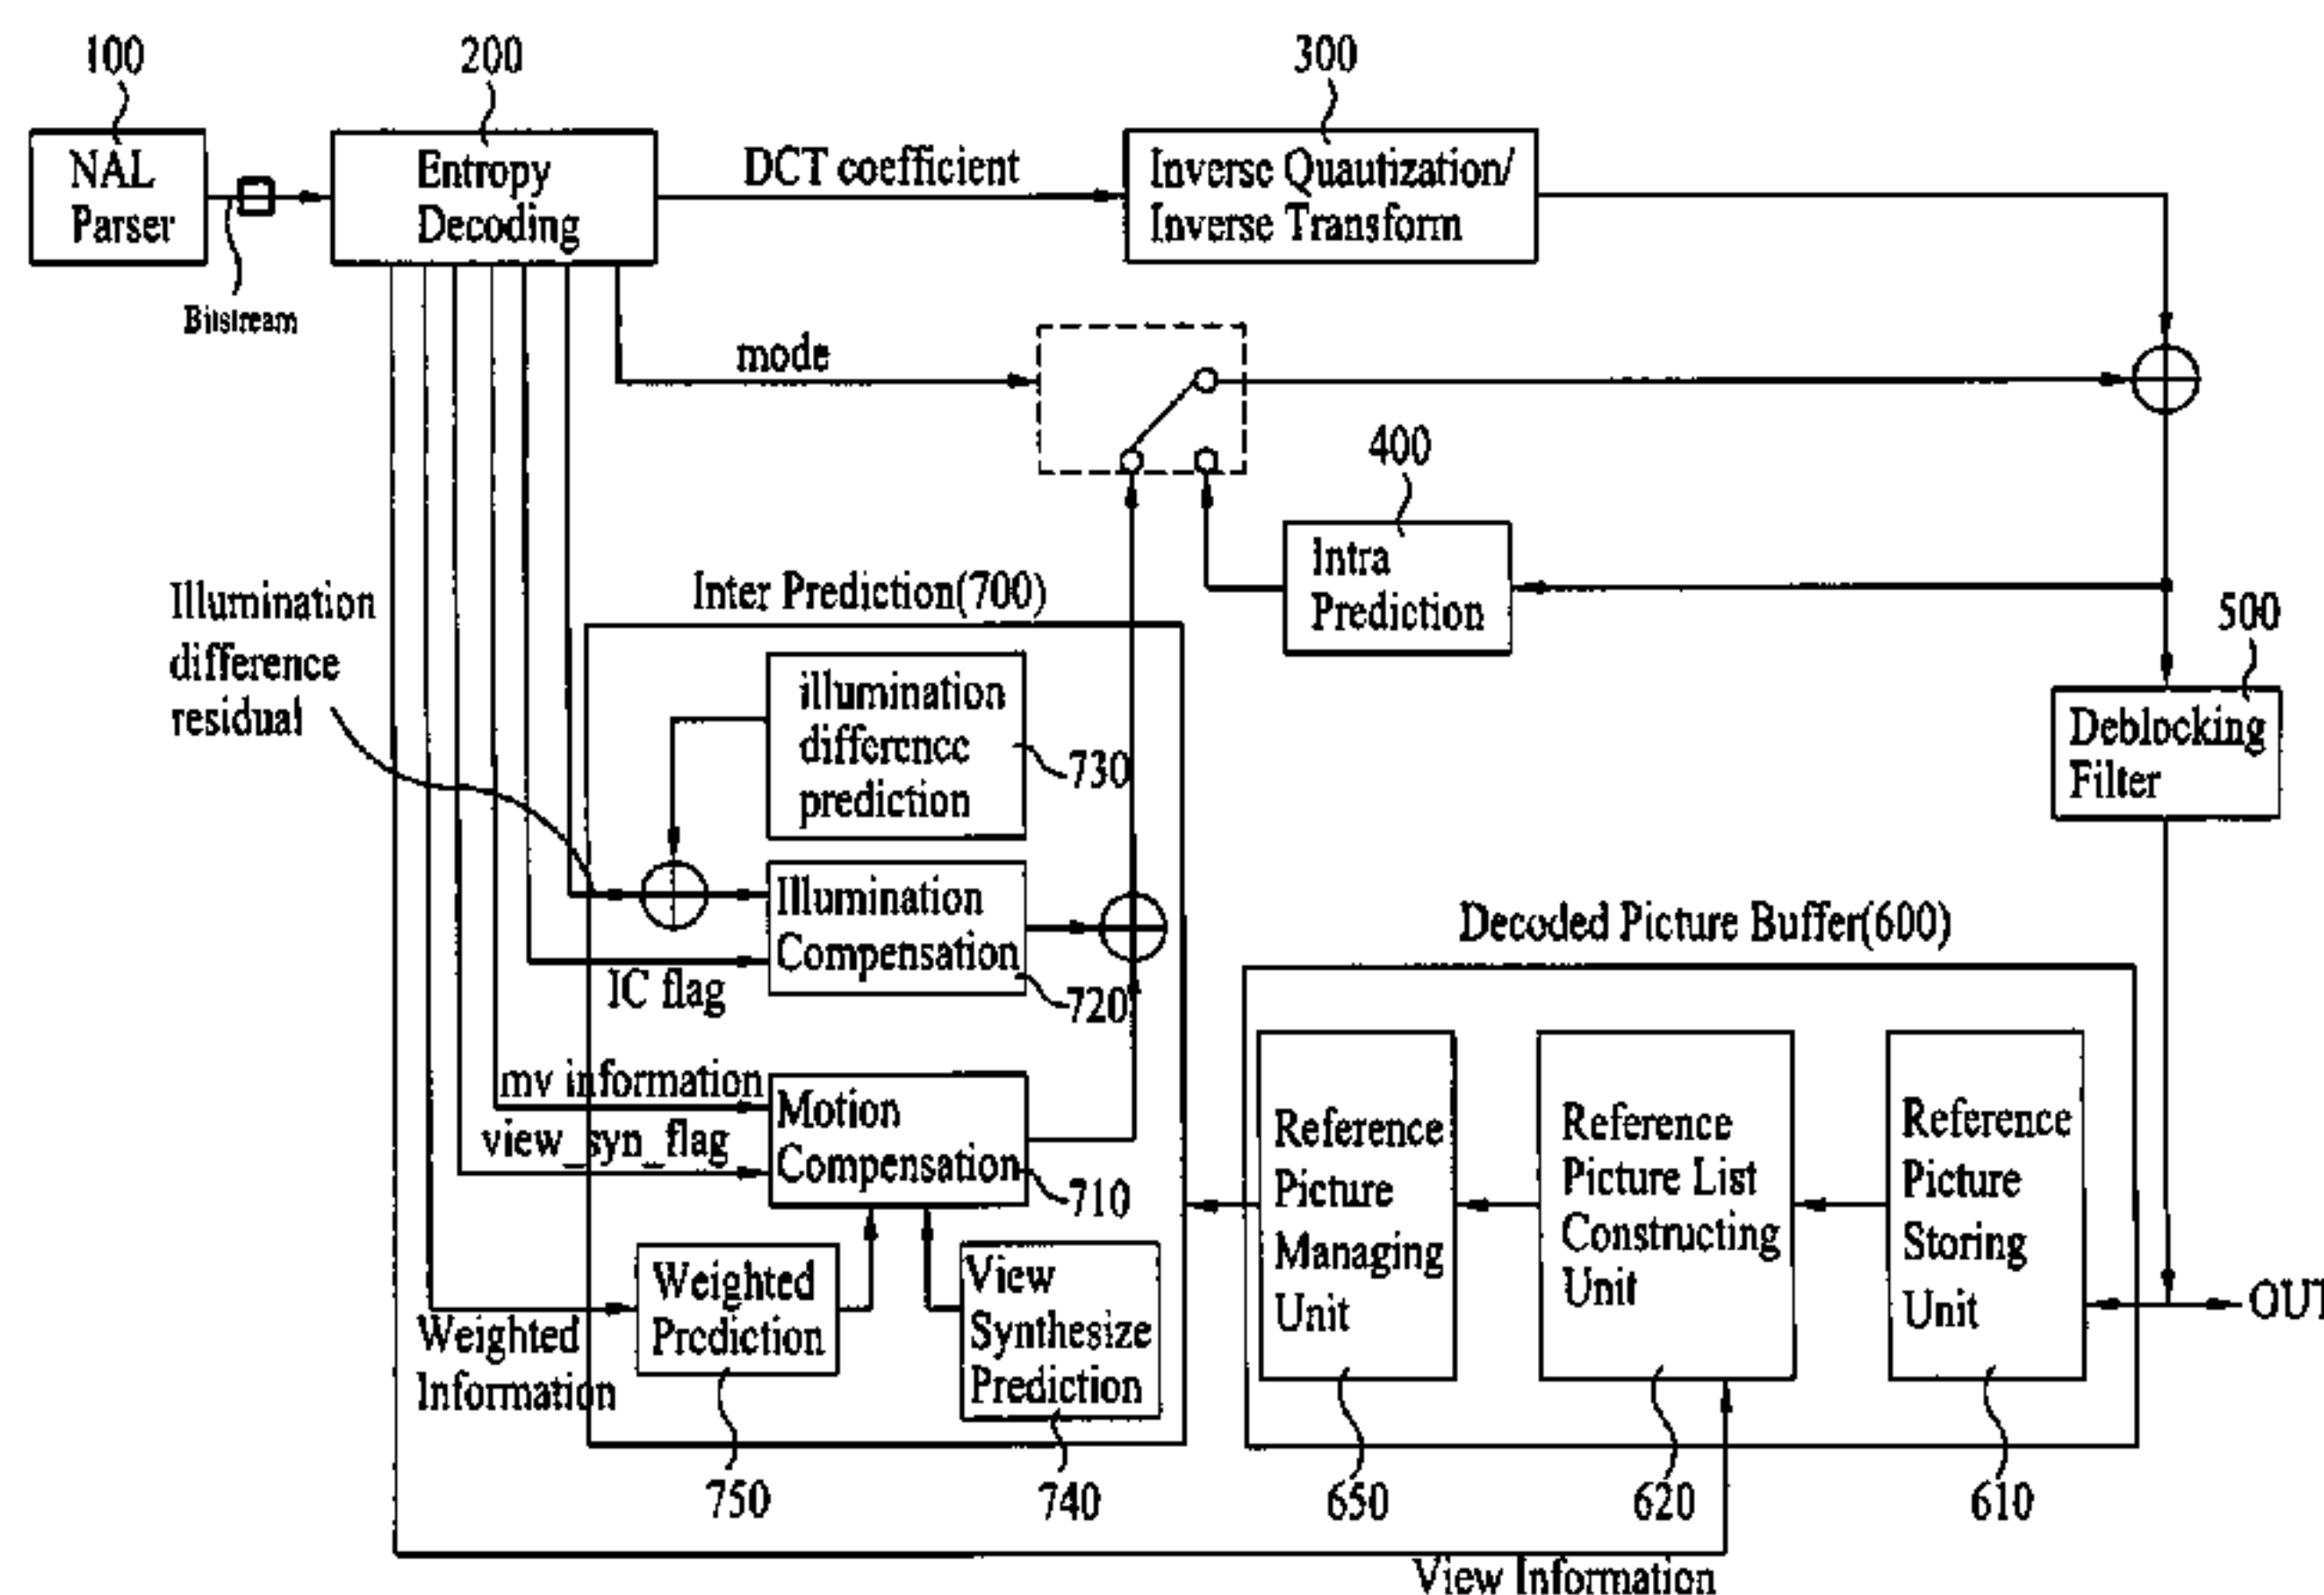 100
200
300
NAL
Parser
Entropy
Decoding
DCT coefficient
Inverse Quautization/
Inverse Transform
Bitstream
mode
400
Intra
Prediction
Illumination
difference
residual
Inter Prediction(700)
500
Deblocking
Filter
illumination
difference
prediction
730
Illumination
Compensation
IC flag
720
Decoded Picture Buffer(600)
mv information
view_syn_flag
Motion
Compensation
710
Reference
Picture
Managing
Unit
Reference
Picture List
Constructing
Unit
Reference
Picture
Storing
Unit
OUT
Weighted
Prediction
View
Synthesize
Prediction
Weighted
Information
750
740
650
620
610
View Information